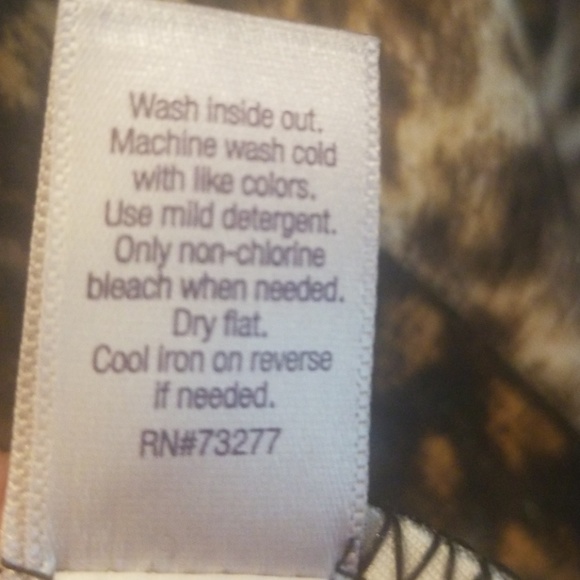 Wash inside out.
Machine wash cold
with like colors.
Use mild detergent.
Only non-chlorine
bleach when needed.
Dry flat.
Cool iron on reverse
if needed.
RN#73277